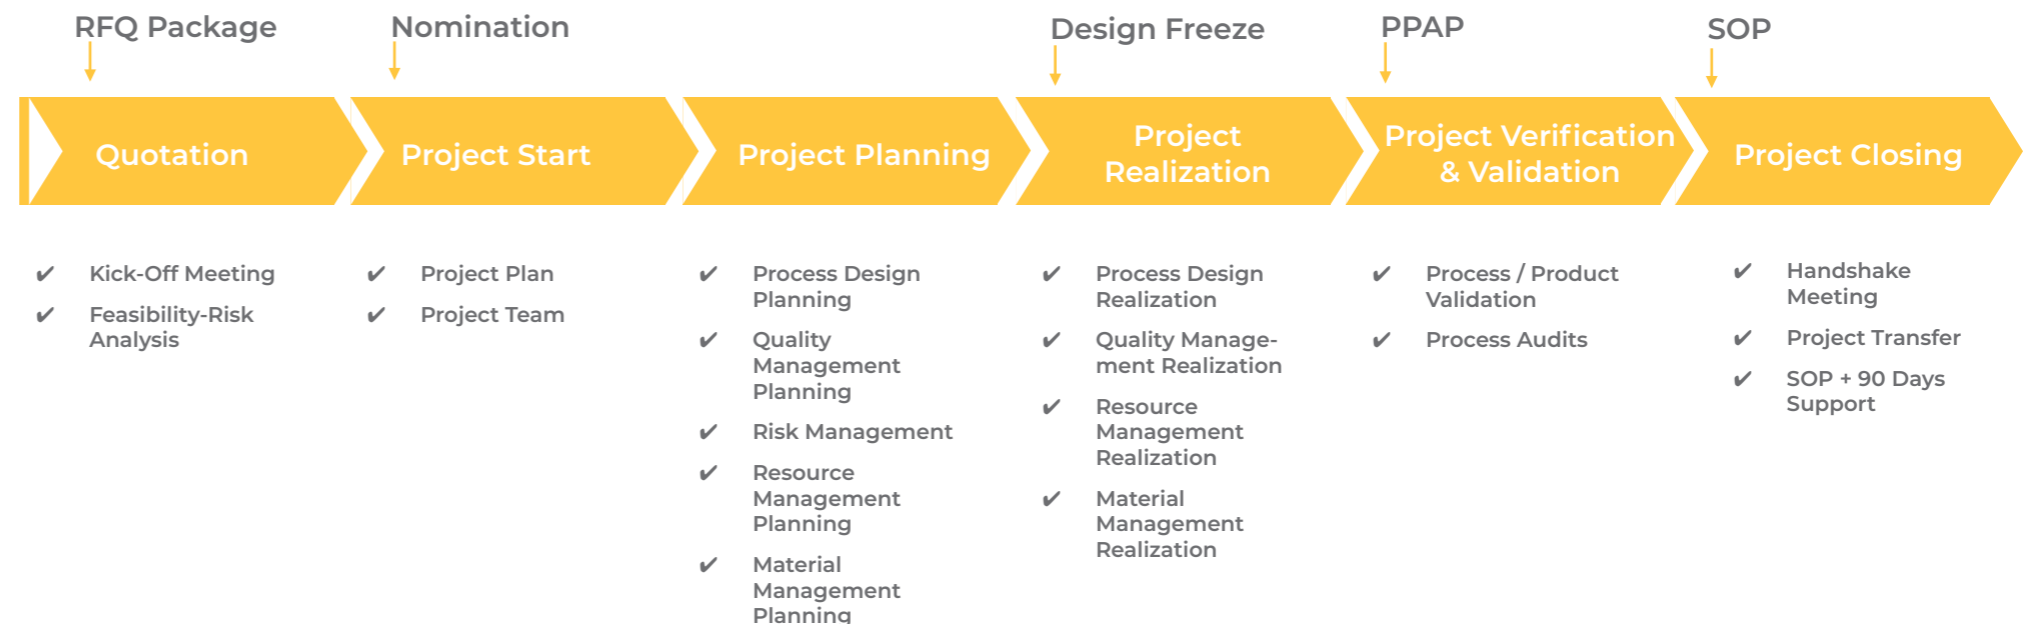 RFQ Package
Nomination
Design Freeze
PPAP
SOP
Quotation
Project Start
Project Planning
Project
Realization
Project Verification
& Validation
Project Closing
✔ Kick-Off Meeting
✔ Feasibility-Risk
Analysis
✔ Project Plan
✔ Project Team
✔ Process Design
Planning
✔ Quality
Management
Planning
✔ Risk Management
✔ Resource
Management
Planning
✔ Material
Management
Planning
✔ Process Design
Realization
✔ Quality Manage-
ment Realization
✔ Resource
Management
Realization
✔ Material
Management
Realization
✔ Process / Product
Validation
✔ Process Audits
✔ Handshake
Meeting
✔ Project Transfer
✔ SOP + 90 Days
Support